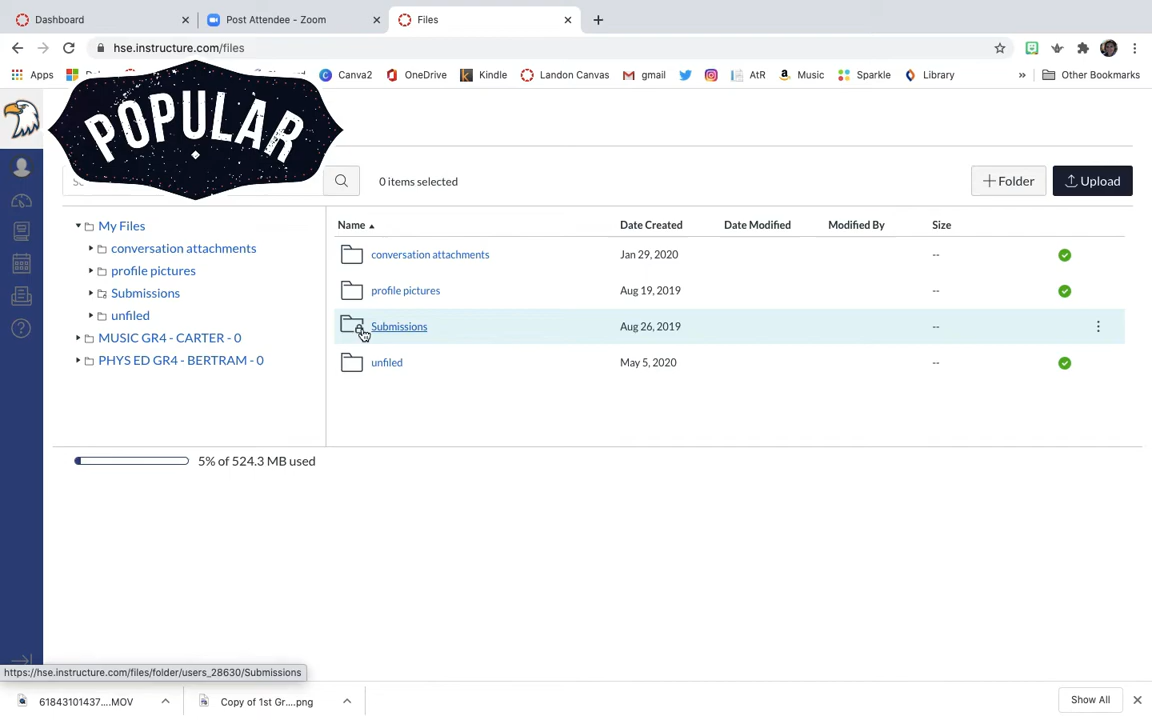 Dashboard
Post Attendee - Zoom
Files
hse.instructure.com/files
Apps
Canva2
OneDrive
Kindle
Landon Canvas
gmail
AtR
Music
Sparkle
Library
»
Other Bookmarks
POPULAR
0 items selected
+ Folder
Upload
My Files
conversation attachments
profile pictures
Submissions
unfiled
MUSIC GR4 - CARTER - 0
PHYS ED GR4 - BERTRAM - 0
Name Date Created Date Modified Modified By Size
conversation attachments Jan 29, 2020 --
profile pictures Aug 19, 2019 --
Submissions Aug 26, 2019 --
unfiled May 5, 2020 --
5% of 524.3 MB used
https://hse.instructure.com/files/folder/users_28630/Submissions
61843101437....MOV
Copy of 1st Gr....png
Show All